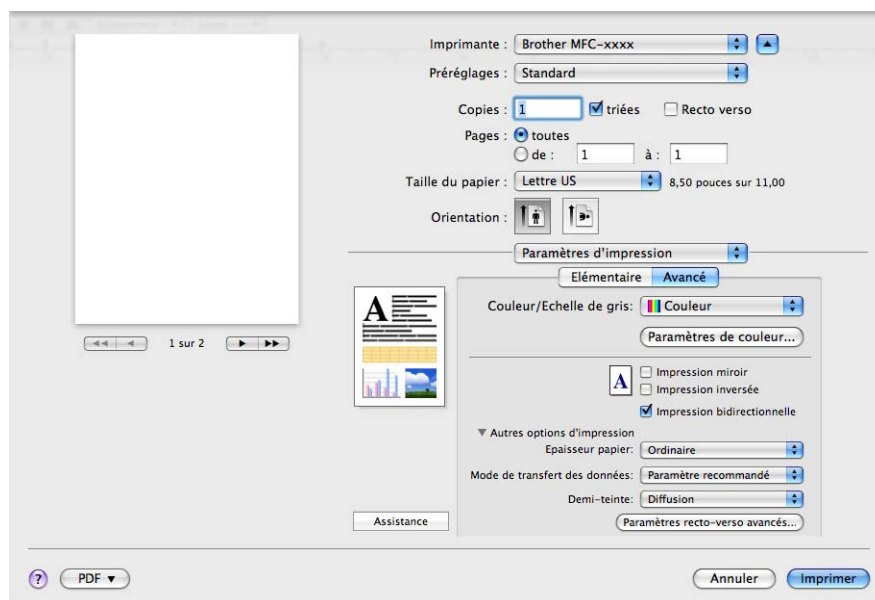 Imprimante : Brother MFC-xxxx
Préréglages : Standard
Copies : 1 triées Recto verso
Pages : toutes
de : 1 à : 1
Taille du papier : Lettre US 8,50 pouces sur 11,00
Orientation :
Paramètres d'impression
Elémentaire Avancé
A
Couleur/Echelle de gris: Couleur
Paramètres de couleur...
1 sur 2
A
Impression miroir
Impression inversée
Impression bidirectionnelle
Autres options d'impression
Epaisseur papier: Ordinaire
Mode de transfert des données: Paramètre recommandé
Demi-teinte: Diffusion
Assistance
Paramètres recto-verso avancés...
? PDF
Annuler Imprimer